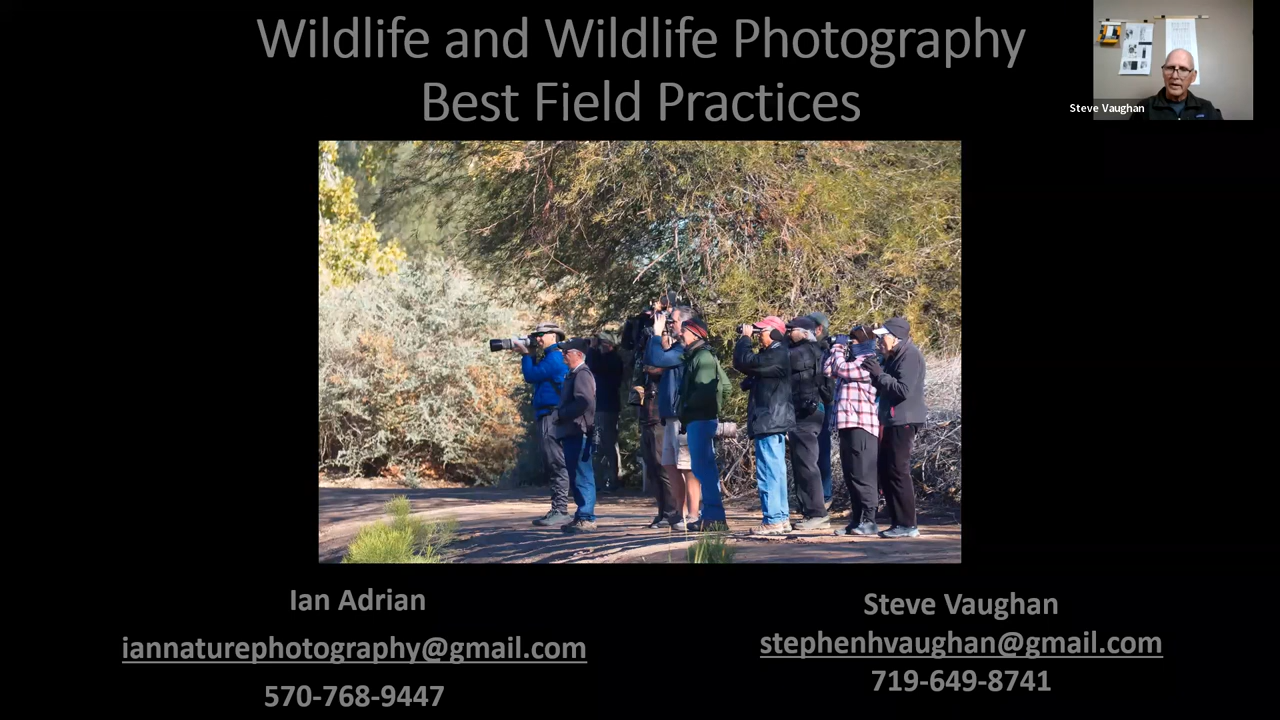 Wildlife and Wildlife Photography
Best Field Practices
Steve Vaughan
Ian Adrian
iannaturephotography@gmail.com
570-768-9447
Steve Vaughan
stephenhvaughan@gmail.com
719-649-8741